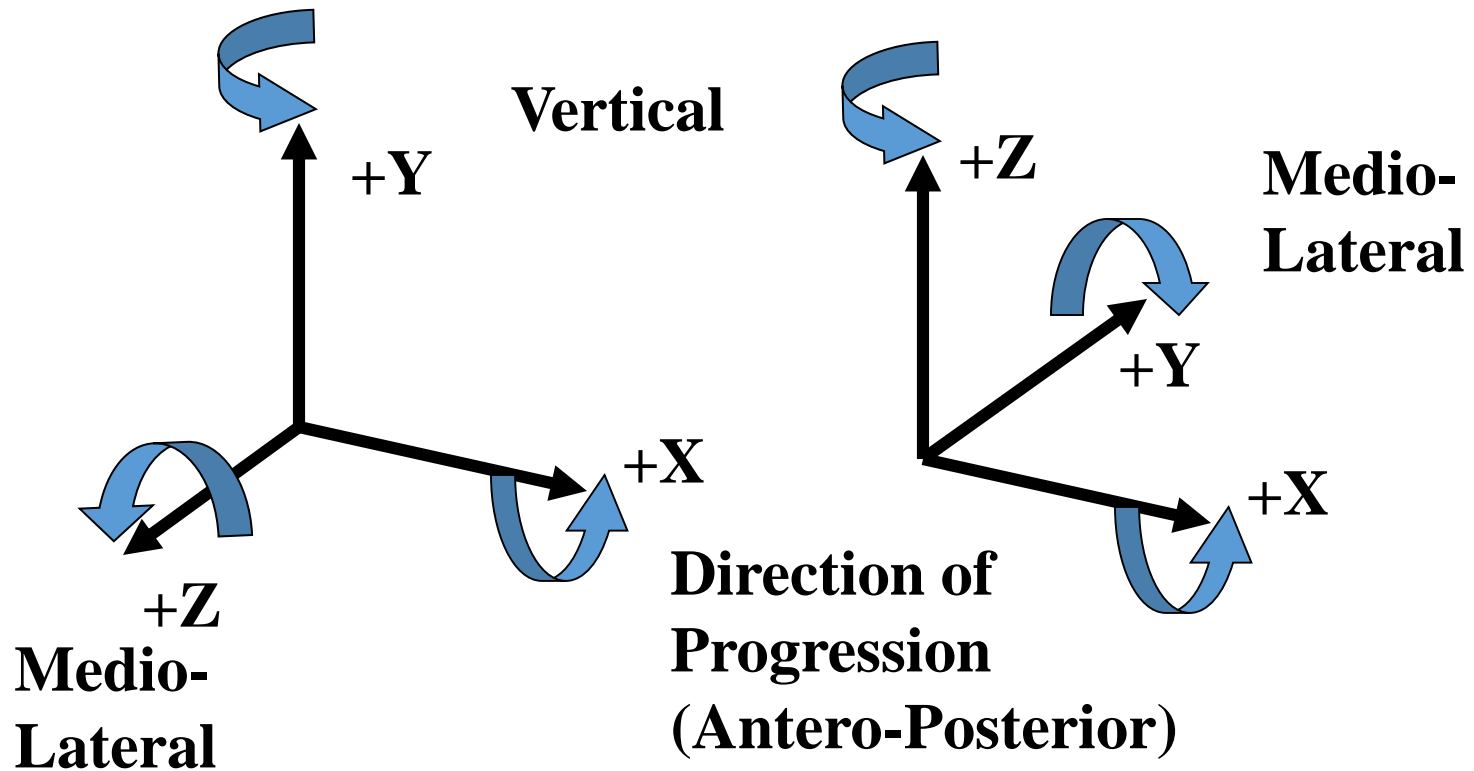 Vertical
+Y
+Z
Medio-
Lateral
+Y
+X
+X
+Z
Medio-
Lateral
Direction of
Progression
(Antero-Posterior)